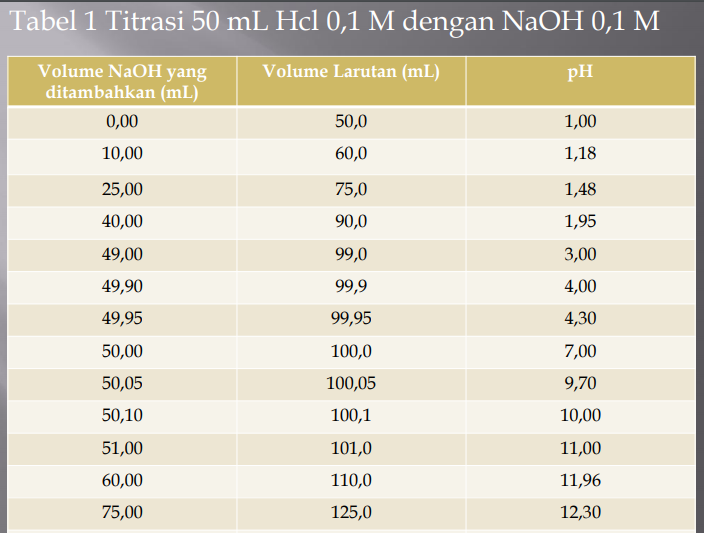 Tabel 1 Titrasi 50 mL Hcl 0,1 M dengan NaOH 0,1 M
Volume NaOH yang ditambahkan (mL) Volume Larutan (mL) pH
0,00 50,0 1,00
10,00 60,0 1,18
25,00 75,0 1,48
40,00 90,0 1,95
49,00 99,0 3,00
49,90 99,9 4,00
49,95 99,95 4,30
50,00 100,0 7,00
50,05 100,05 9,70
50,10 100,1 10,00
51,00 101,0 11,00
60,00 110,0 11,96
75,00 125,0 12,30